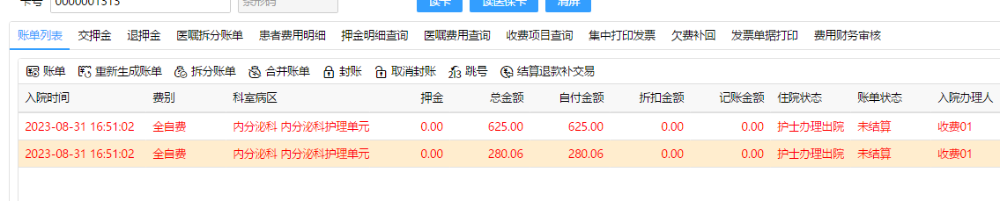 卡号 0000001313 条形码 读卡 读医保卡 清屏
账单列表 交押金 退押金 医嘱拆分账单 患者费用明细 押金明细查询 医嘱费用查询 收费项目查询 集中打印发票 欠费补回 发票单据打印 费用财务审核
账单 重新生成账单 拆分账单 合并账单 封账 取消封账 跳号 结算退款补交易
入院时间 费别 科室病区 押金 总金额 自付金额 折扣金额 记账金额 住院状态 账单状态 入院办理人
2023-08-31 16:51:02 全自费 内分泌科 内分泌科护理单元 0.00 625.00 625.00 0.00 0.00 护士办理出院 未结算 收费01
2023-08-31 16:51:02 全自费 内分泌科 内分泌科护理单元 0.00 280.06 280.06 0.00 0.00 护士办理出院 未结算 收费01